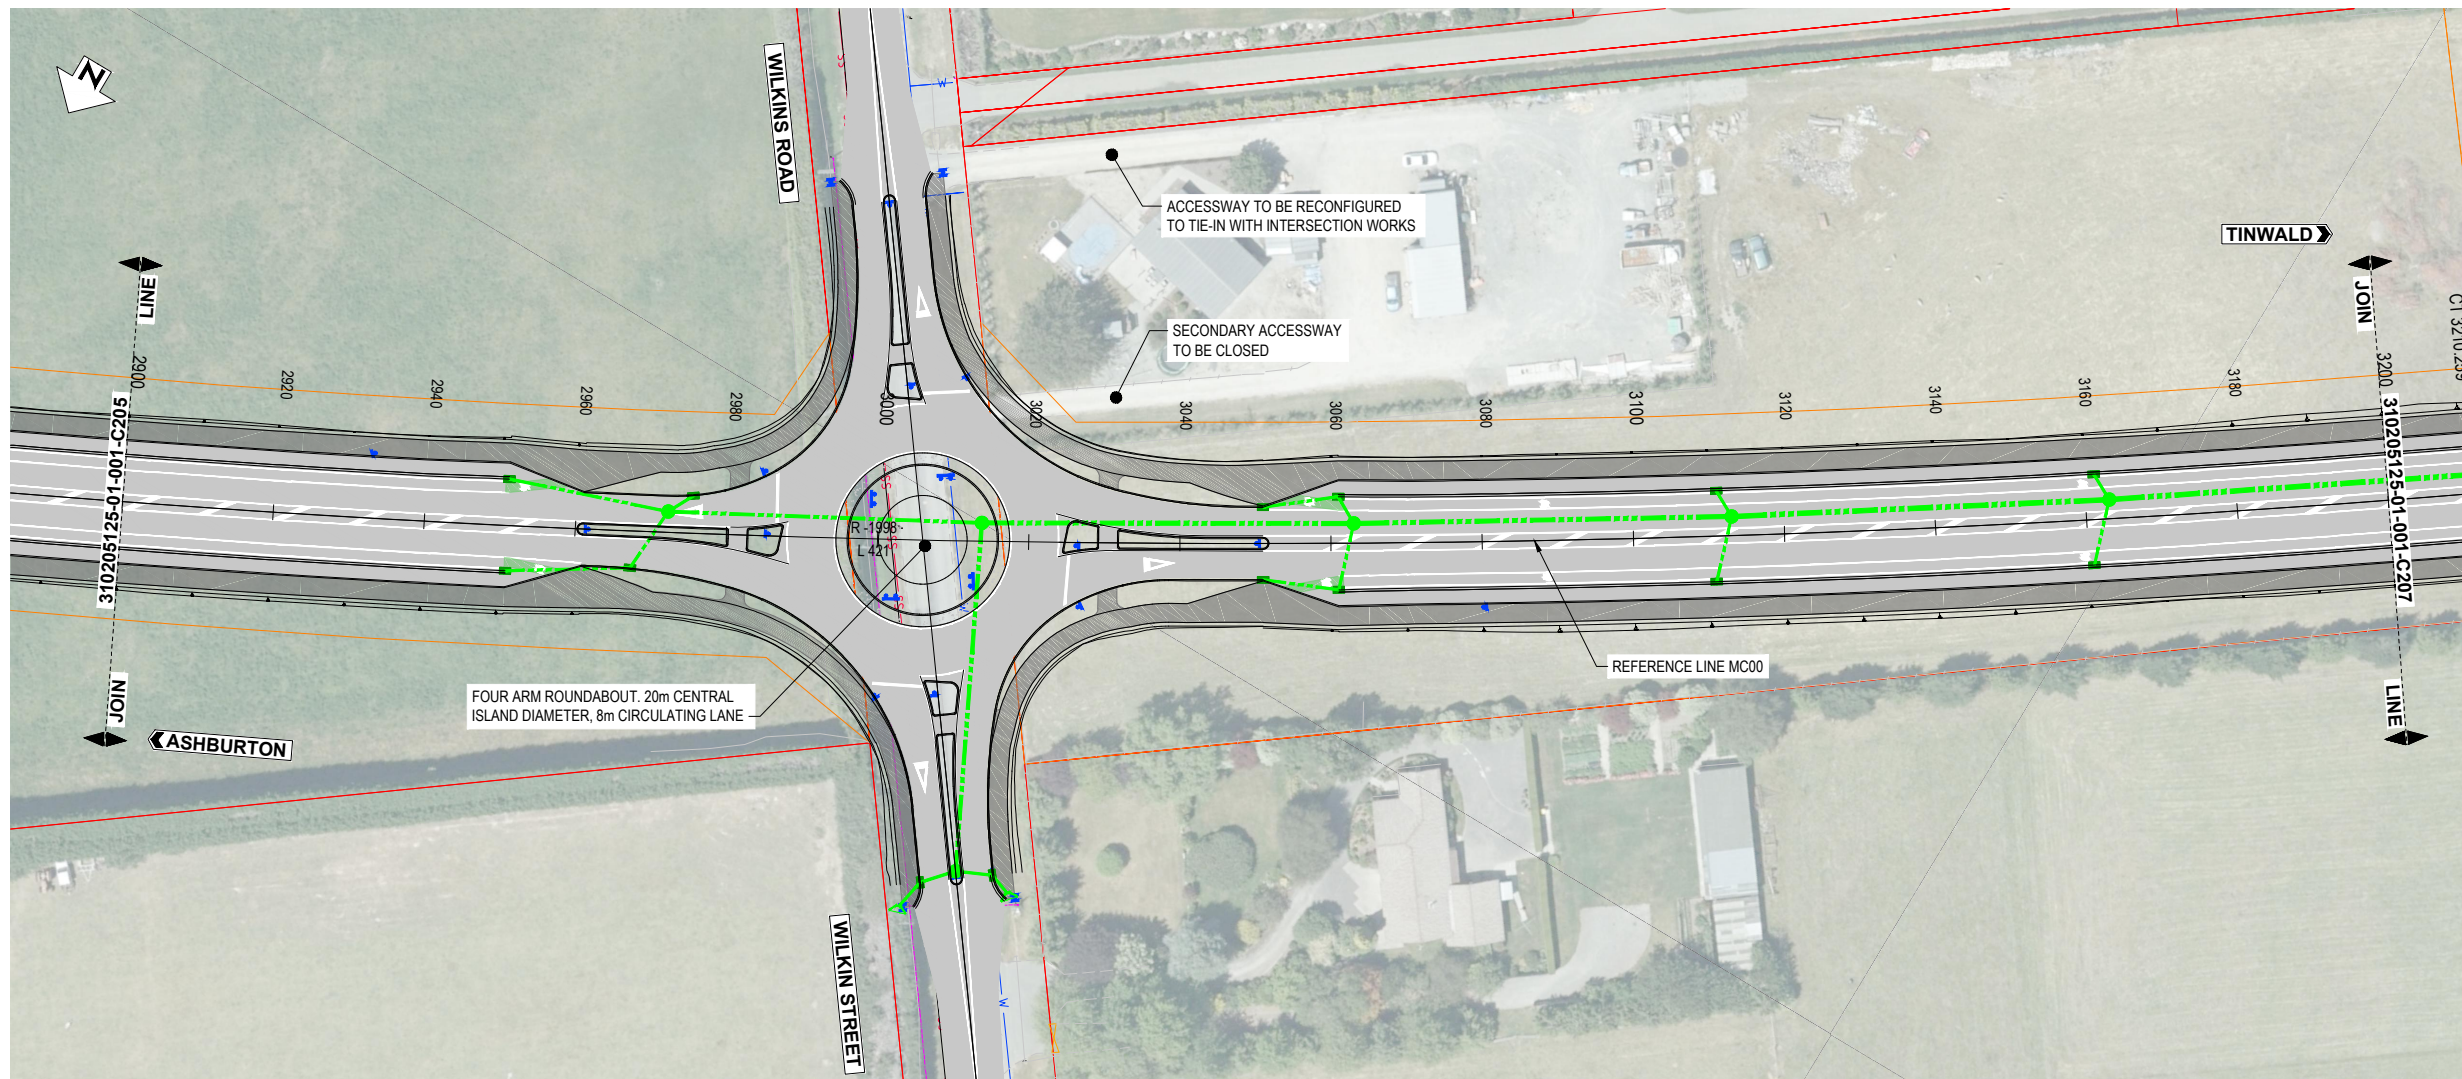 N
WILKINS ROAD
SS
W
ACCESSWAY TO BE RECONFIGURED
TO TIE-IN WITH INTERSECTION WORKS
SECONDARY ACCESSWAY
TO BE CLOSED
TINWALD
LINE
JOIN
310205125-01-001-C205
JOIN
LINE
310205125-01-001-C207
2900
2920
2940
2960
2980
3000
3020
3040
3060
3080
3100
3120
3140
3160
3180
3200
R -1998
L 421
SS
SS
REFERENCE LINE MC00
FOUR ARM ROUNDABOUT. 20m CENTRAL
ISLAND DIAMETER, 8m CIRCULATING LANE
ASHBURTON
WILKIN STREET
W